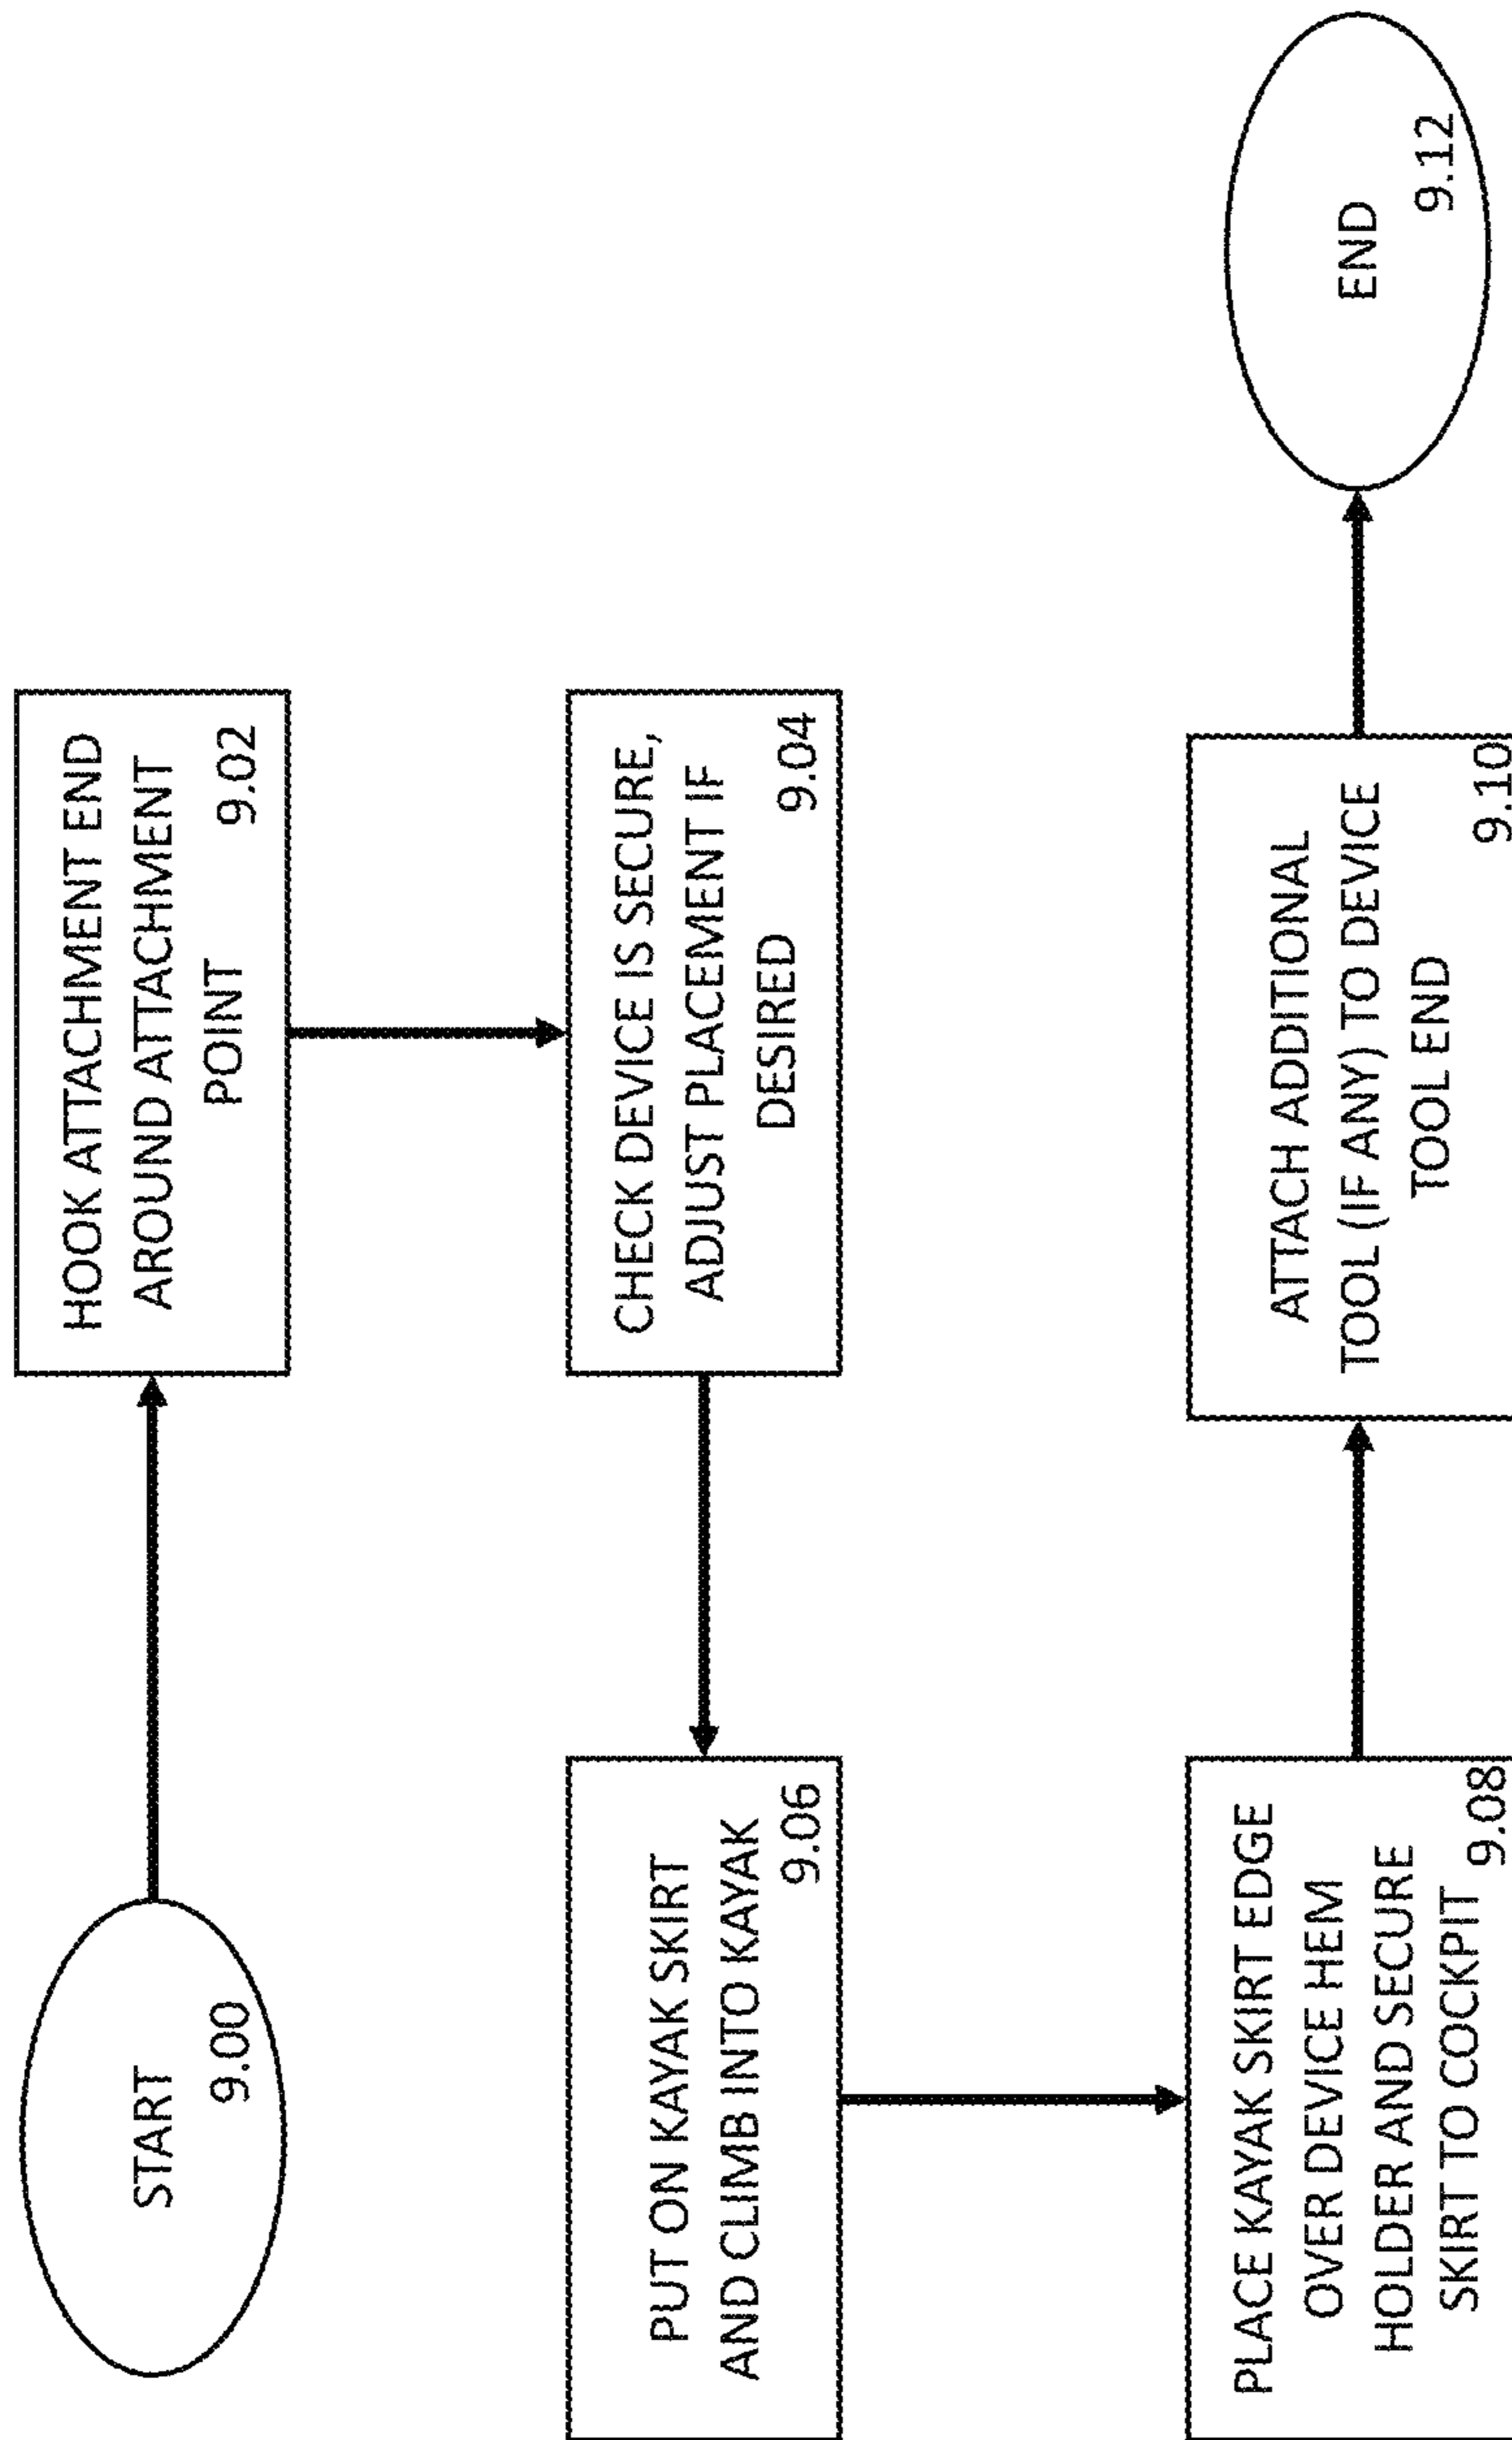 START
9.00
HOOK ATTACHMENT END
AROUND ATTACHMENT
POINT 9.02
CHECK DEVICE IS SECURE,
ADJUST PLACEMENT IF
DESIRED 9.04
PUT ON KAYAK SKIRT
AND CLIMB INTO KAYAK
9.06
PLACE KAYAK SKIRT EDGE
OVER DEVICE HEM
HOLDER AND SECURE
SKIRT TO COCKPIT
9.08
ATTACH ADDITIONAL
TOOL (IF ANY) TO DEVICE
TOOL END
9.10
END
9.12